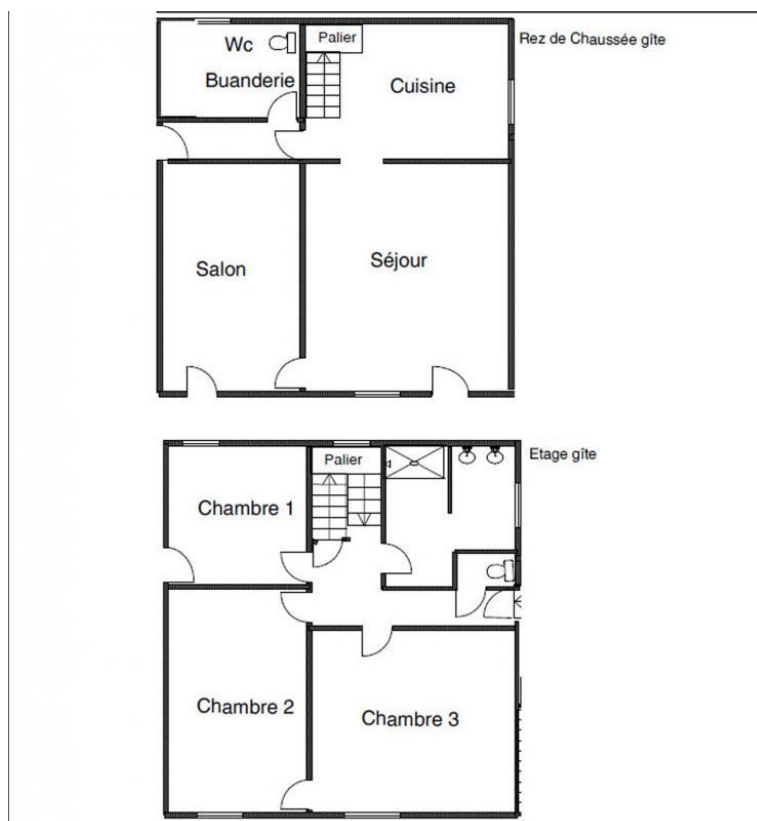 Wc
Palier
Rez de Chaussée gîte
Buanderie
Cuisine
Salon
Séjour
Palier
Etage gîte
Chambre 1
Chambre 2
Chambre 3